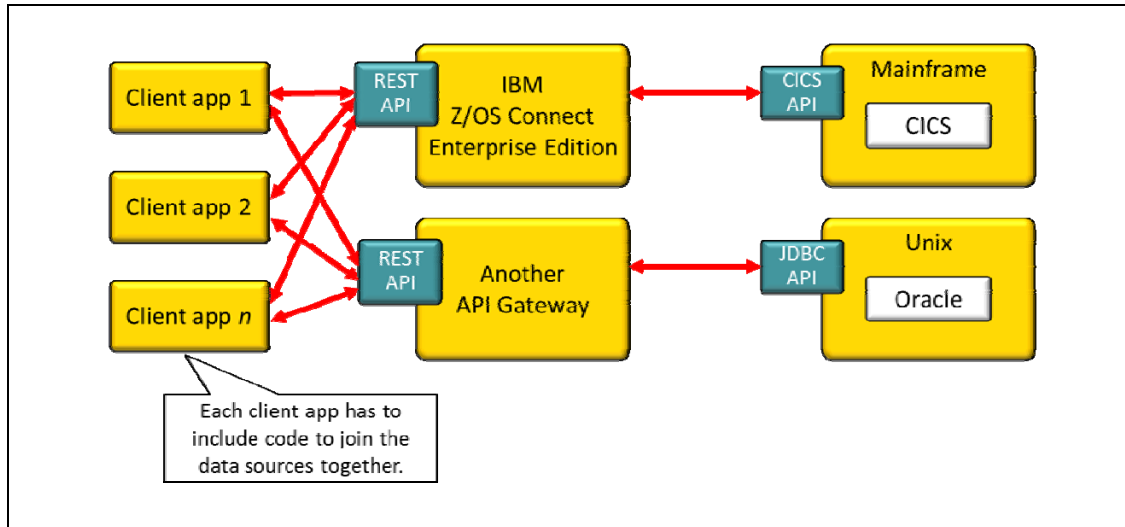 Client app 1
Client app 2
Client app n
REST
API
IBM
Z/OS Connect
Enterprise Edition
CICS
API
Mainframe
CICS
REST
API
Another
API Gateway
JDBC
API
Unix
Oracle
Each client app has to
include code to join the
data sources together.